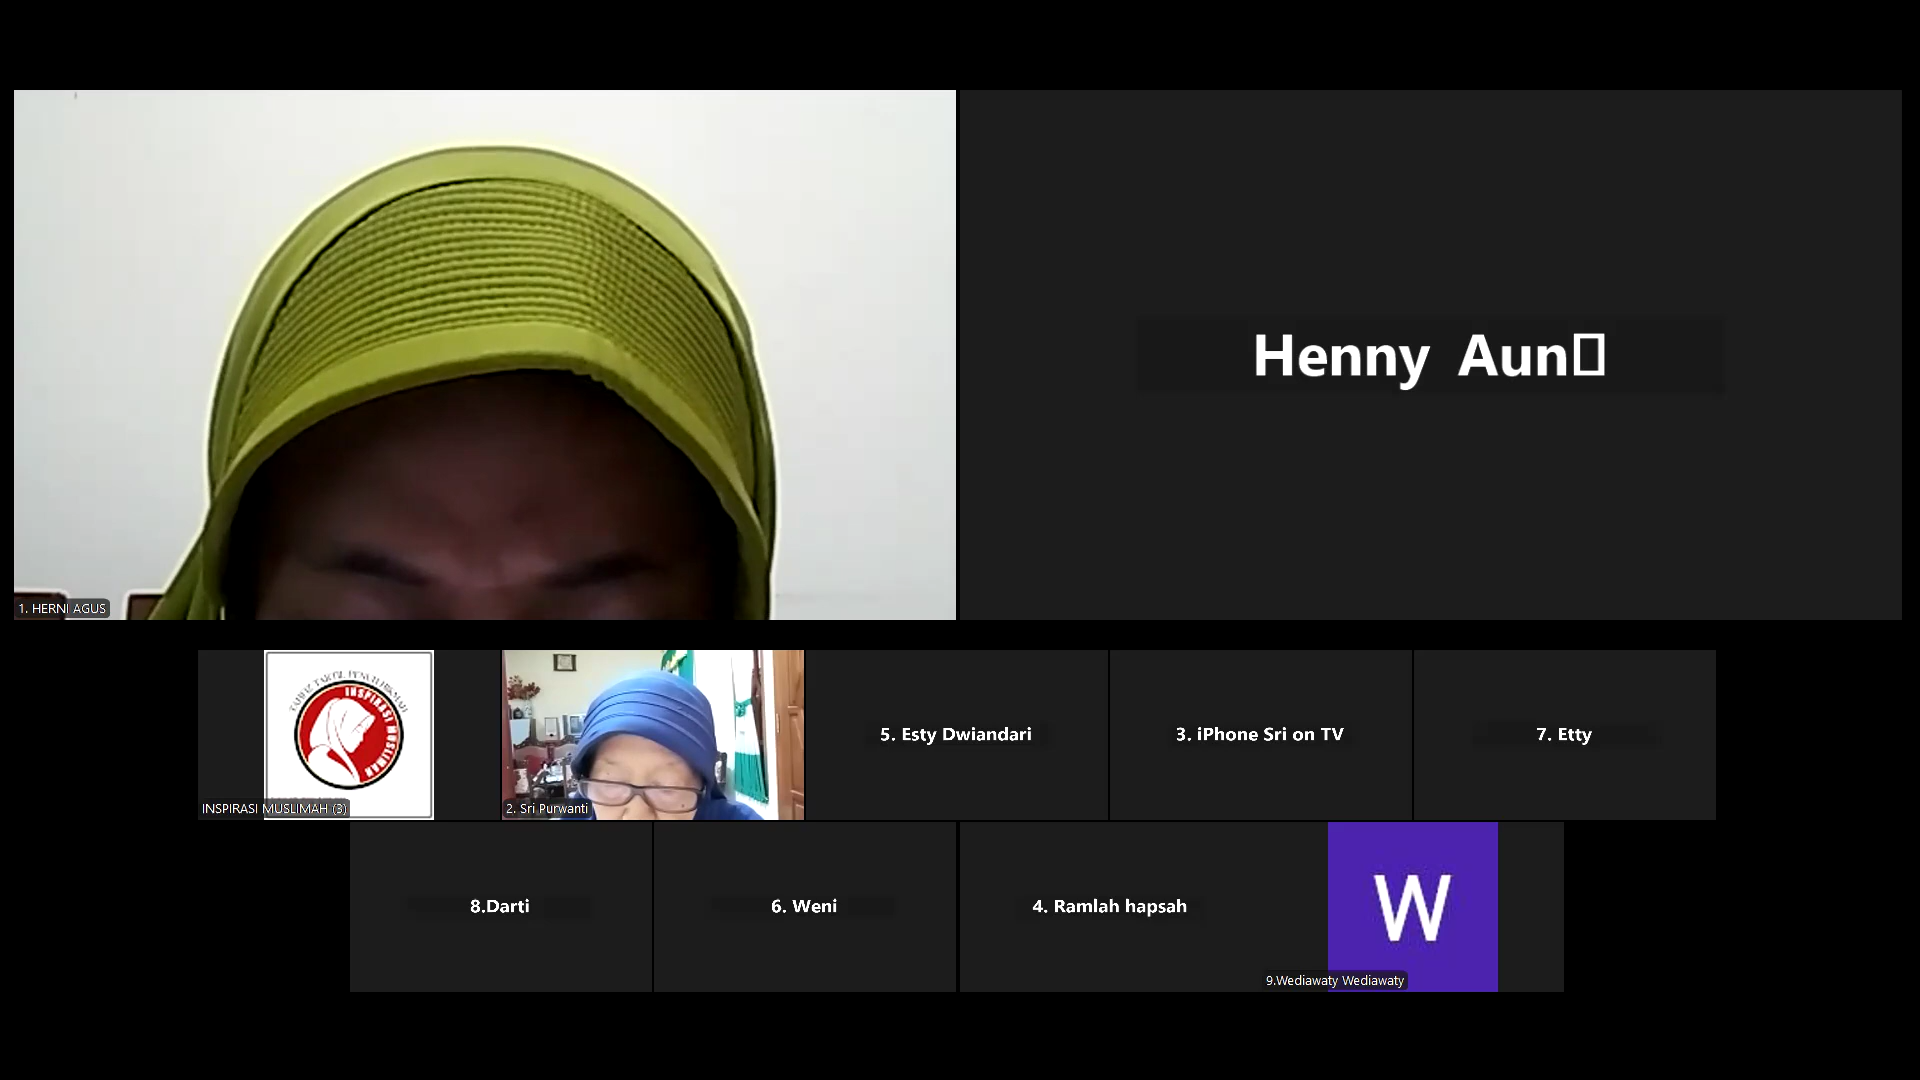 1. HERNI AGUS
Henny Aun
INSPIRASI MUSLIMAH
INSPIRASI MUSLIMAH (3)
2. Sri Purwanti
5. Esty Dwiandari
3. iPhone Sri on TV
7. Etty
8.Darti
6. Weni
4. Ramlah hapsah
W
9.Wediawaty Wediawaty